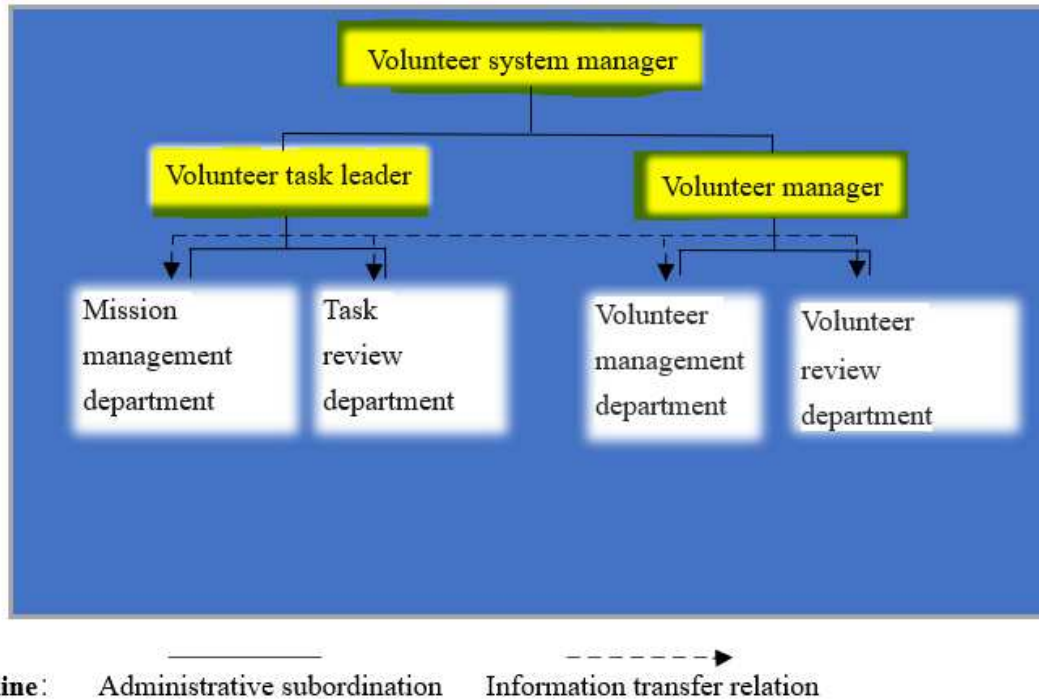 Volunteer system manager
Volunteer task leader
Volunteer manager
Mission
management
department
Task
review
department
Volunteer
management
department
Volunteer
review
department
ine: Administrative subordination Information transfer relation